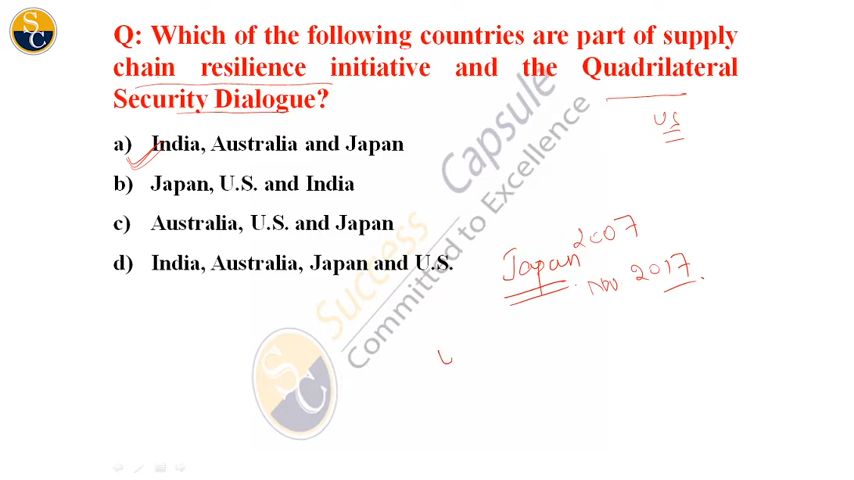 SC
Q: Which of the following countries are part of supply
chain resilience initiative and the Quadrilateral
Security Dialogue?
US
a) India, Australia and Japan
b) Japan, U.S. and India
c) Australia, U.S. and Japan
d) India, Australia, Japan and U.S.
Japan 2007
Nov 2017.
SC
Success Capsule
Committed to Excellence